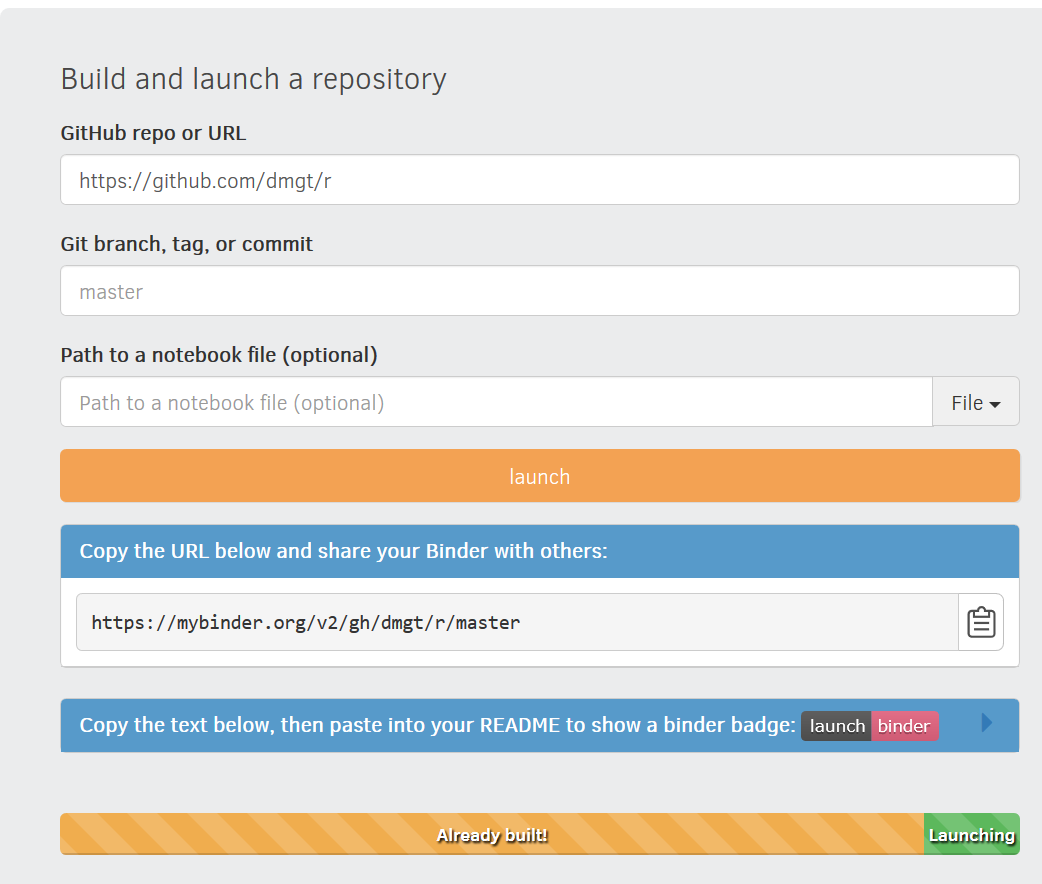 Build and launch a repository
GitHub repo or URL
https://github.com/dmgt/r
Git branch, tag, or commit
master
Path to a notebook file (optional)
Path to a notebook file (optional) File
launch
Copy the URL below and share your Binder with others:
https://mybinder.org/v2/gh/dmgt/r/master
Copy the text below, then paste into your README to show a binder badge: launch binder
Already built! Launching